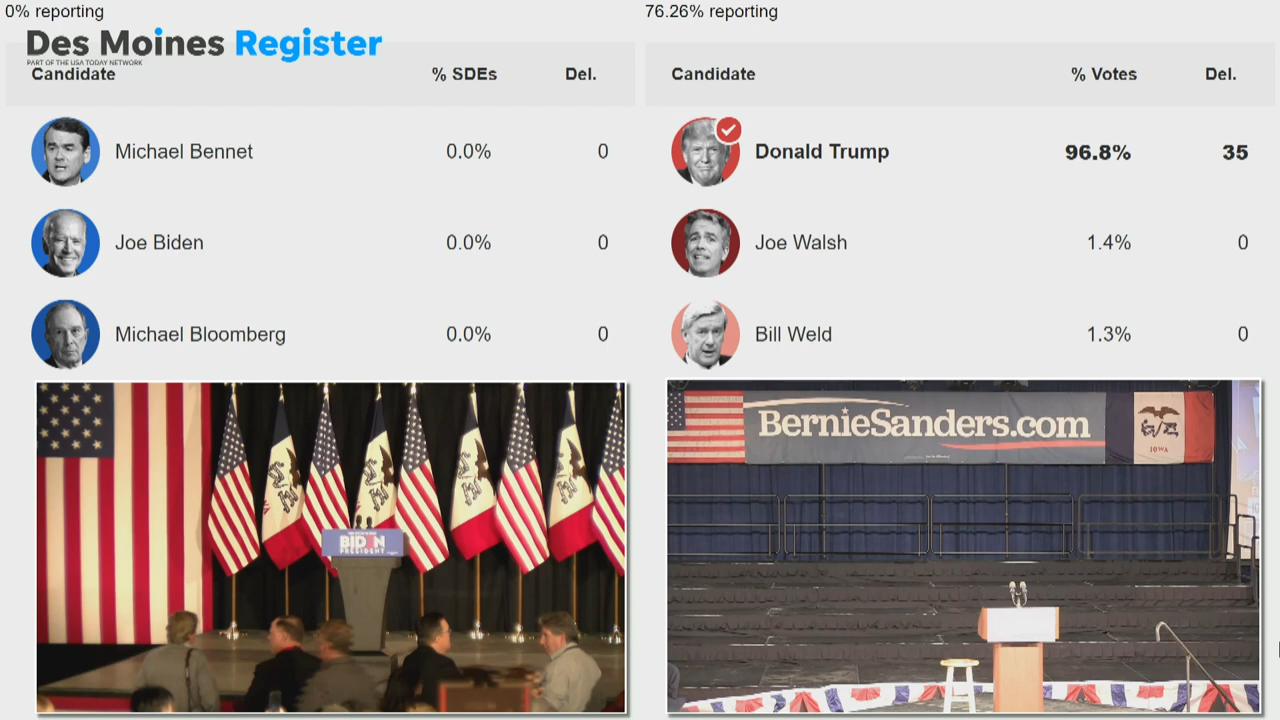 0% reporting
76.26% reporting
Des Moines Register
PART OF THE USA TODAY NETWORK
Candidate % SDEs Del.
Michael Bennet 0.0% 0
Joe Biden 0.0% 0
Michael Bloomberg 0.0% 0
Candidate % Votes Del.
Donald Trump 96.8% 35
Joe Walsh 1.4% 0
Bill Weld 1.3% 0
BIDEN
PRESIDENT
BernieSanders.com
IOWA